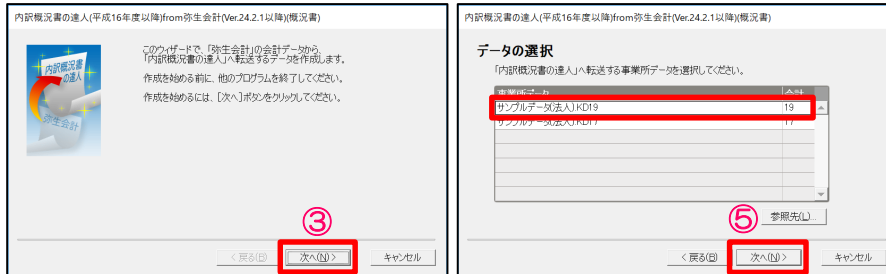 内訳概況書の達人(平成16年度以降)from弥生会計(Ver.24.2.1以降)(概況書)
内訳概況書
の達人
弥生会計
このウィザードで、「弥生会計」の会計データから、
「内訳概況書の達人」へ転送するデータを作成します。
作成を始める前に、他のプログラムを終了してください。
作成を始めるには、[次へ]ボタンをクリックしてください。
③
< 戻る(B)
次へ(N) >
キャンセル
内訳概況書の達人(平成16年度以降)from弥生会計(Ver.24.2.1以降)(概況書)
データの選択
「内訳概況書の達人」へ転送する事業所データを選択してください。
事業所データ 会計
サンプルデータ(法人).KD19 19
サンプルデータ(法人).KD17 17
参照先(L)...
⑤
< 戻る(B)
次へ(N) >
キャンセル